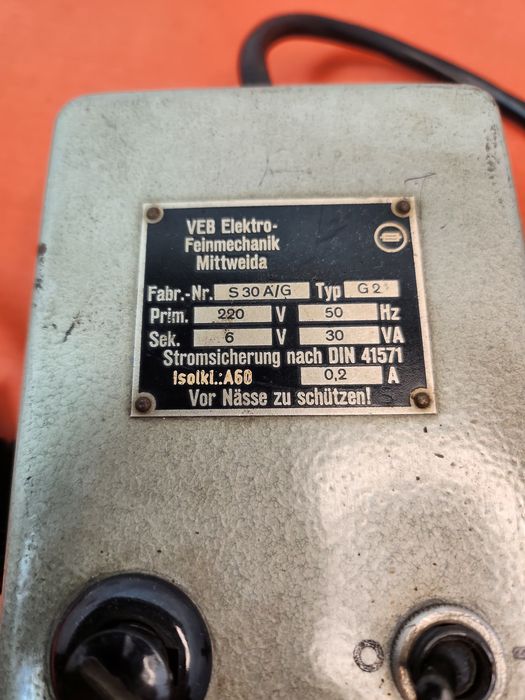 VEB Elektro-
Feinmechanik
Mittweida
Fabr.-Nr. S 30 A/G Typ G 2
Prim. 220 V 50 Hz
Sek. 6 V 30 VA
Stromsicherung nach DIN 41571
Isolkl.: A60 0,2 A
Vor Nässe zu schützen!